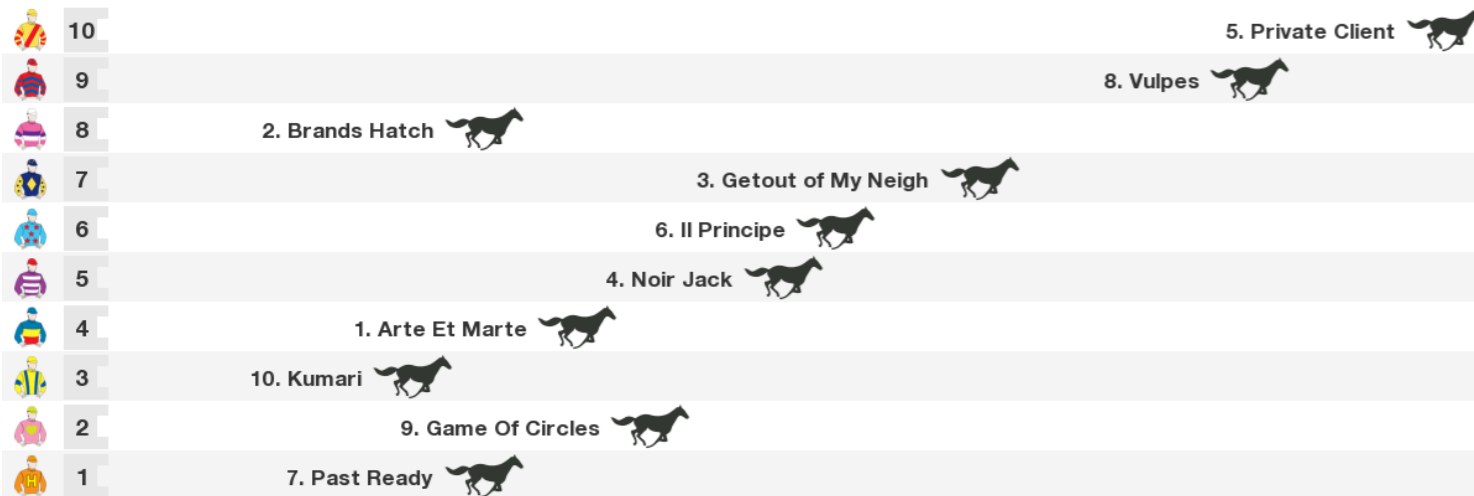 10 5. Private Client
9 8. Vulpes
8 2. Brands Hatch
7 3. Getout of My Neigh
6 6. Il Principe
5 4. Noir Jack
4 1. Arte Et Marte
3 10. Kumari
2 9. Game Of Circles
H 1 7. Past Ready